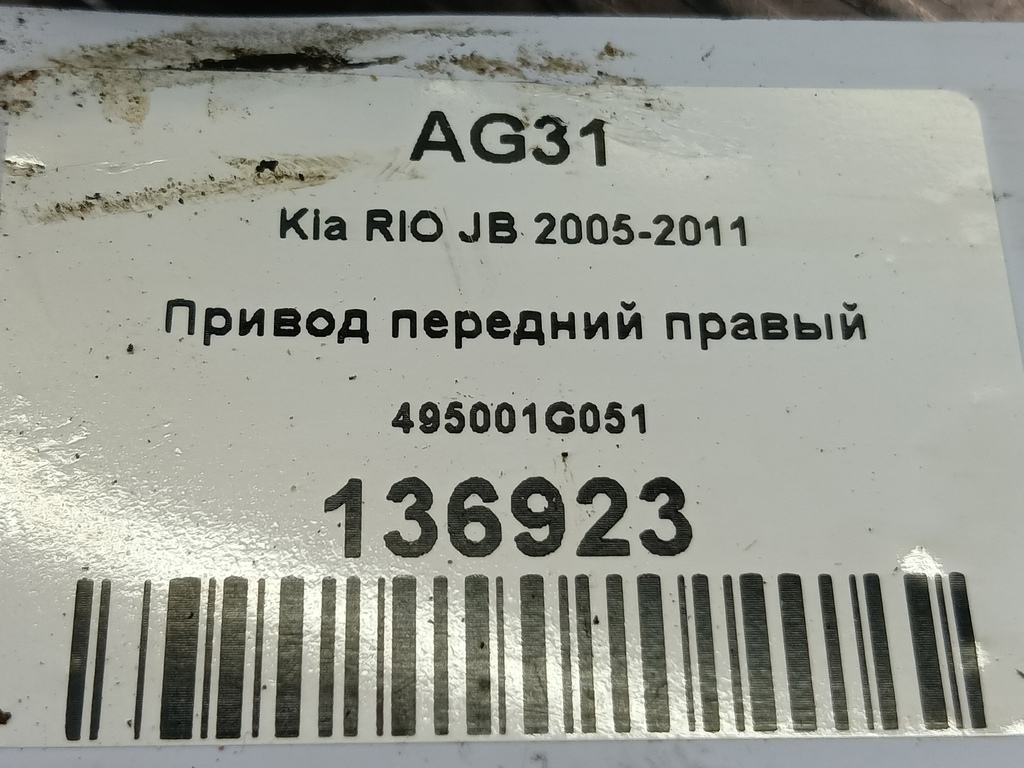 AG31
Kia RIO JB 2005-2011
Привод передний правый
495001G051
136923